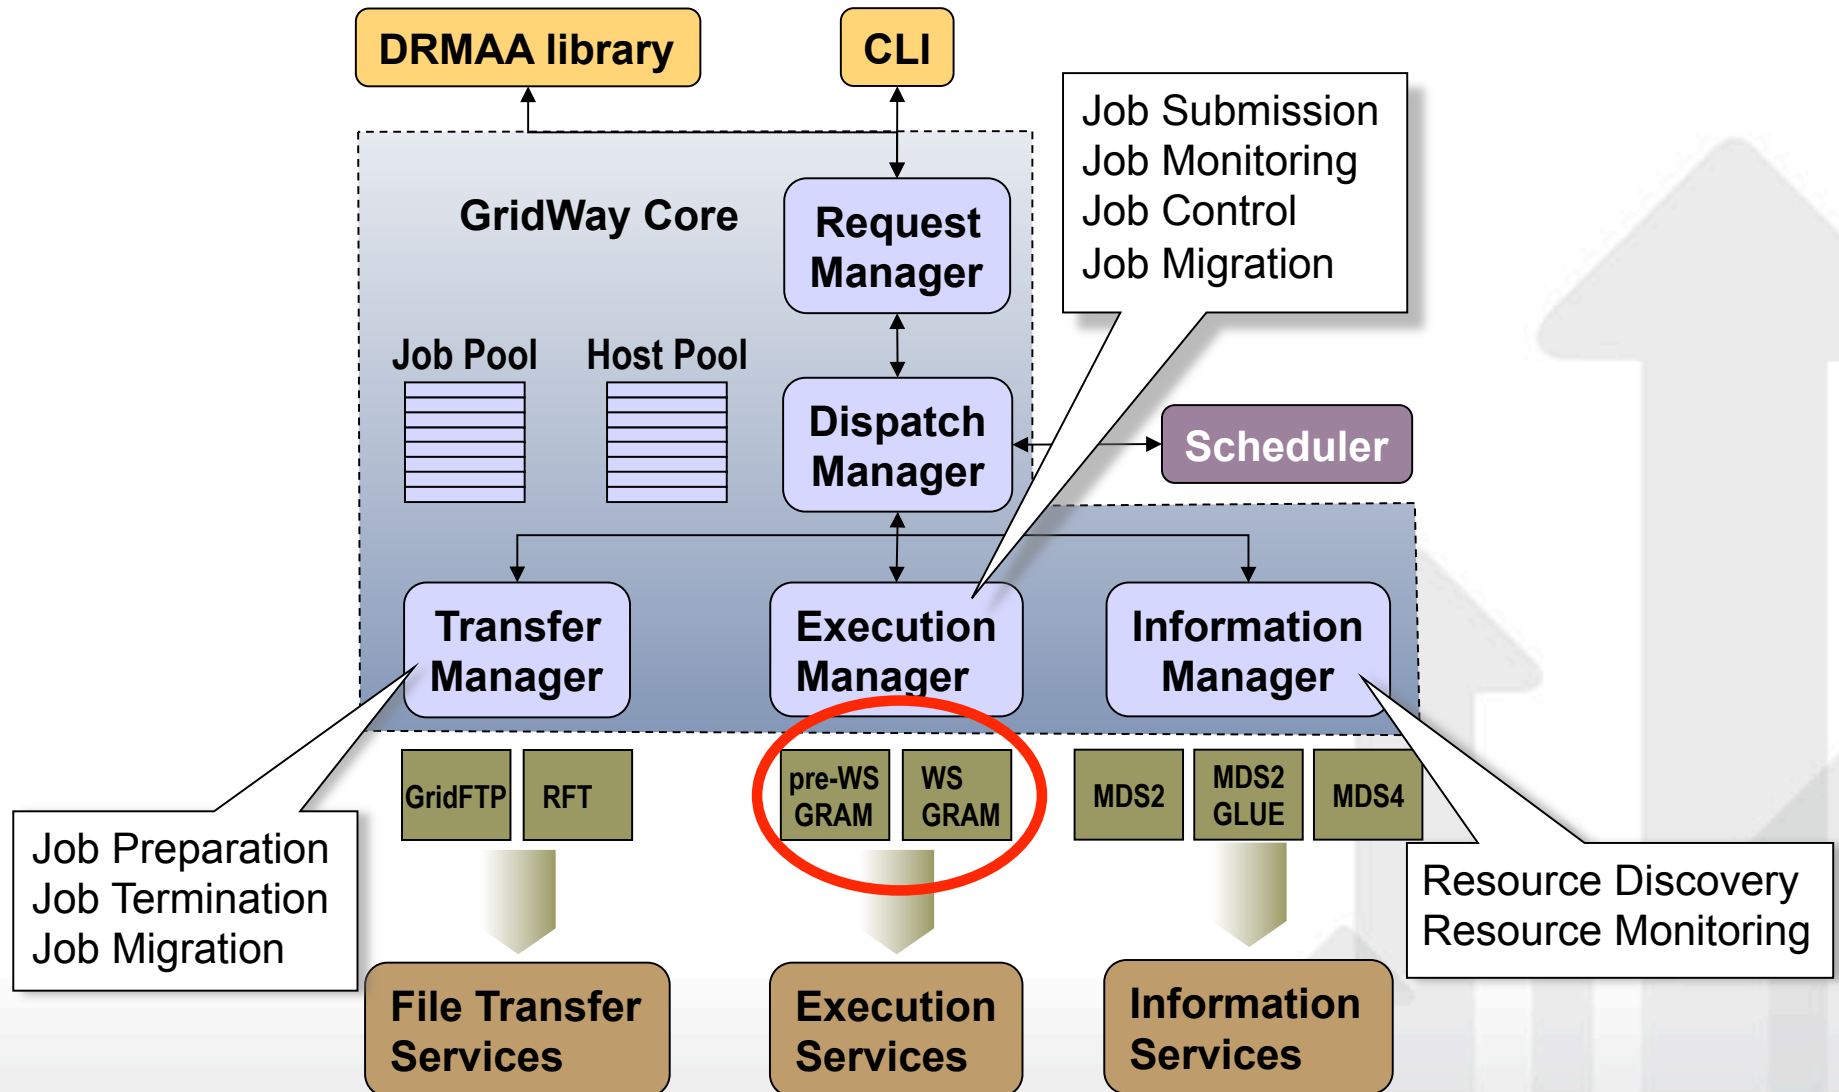 DRMAA library
CLI
Job Submission
Job Monitoring
Job Control
Job Migration
GridWay Core
Request
Manager
Job Pool
Host Pool
Dispatch
Manager
Scheduler
Transfer
Manager
Execution
Manager
Information
Manager
GridFTP
RFT
pre-WS
GRAM
WS
GRAM
MDS2
MDS2
GLUE
MDS4
Job Preparation
Job Termination
Job Migration
Resource Discovery
Resource Monitoring
File Transfer
Services
Execution
Services
Information
Services